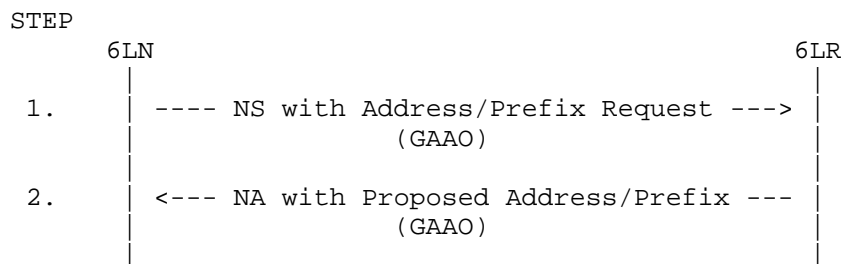 STEP
6LN 6LR
1. ---- NS with Address/Prefix Request --->
(GAAO)
2. <--- NA with Proposed Address/Prefix ---
(GAAO)